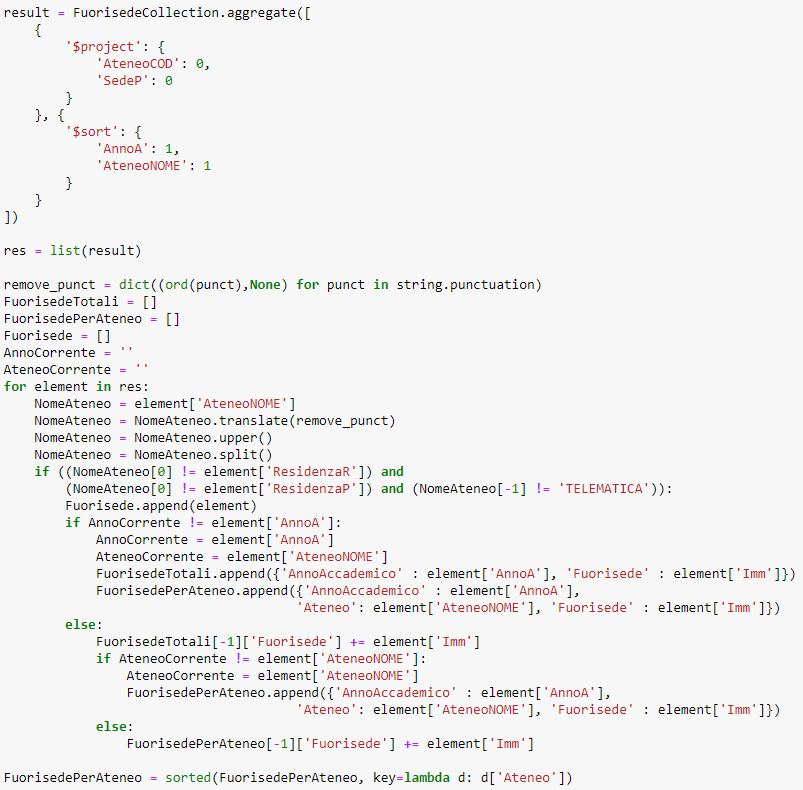 result = FuorisedeCollection.aggregate([
    {
        '$project': {
            'AteneoCOD': 0,
            'SedeP': 0
        }
    }, {
        '$sort': {
            'AnnoA': 1,
            'AteneoNOME': 1
        }
    }
])

res = list(result)

remove_punct = dict((ord(punct),None) for punct in string.punctuation)
FuorisedeTotali = []
FuorisedePerAteneo = []
Fuorisede = []
AnnoCorrente = ''
AteneoCorrente = ''
for element in res:
    NomeAteneo = element['AteneoNOME']
    NomeAteneo = NomeAteneo.translate(remove_punct)
    NomeAteneo = NomeAteneo.upper()
    NomeAteneo = NomeAteneo.split()
    if ((NomeAteneo[0] != element['ResidenzaR']) and
        (NomeAteneo[0] != element['ResidenzaP']) and (NomeAteneo[-1] != 'TELEMATICA')):
        Fuorisede.append(element)
        if AnnoCorrente != element['AnnoA']:
            AnnoCorrente = element['AnnoA']
            AteneoCorrente = element['AteneoNOME']
            FuorisedeTotali.append({'AnnoAccademico' : element['AnnoA'], 'Fuorisede' : element['Imm']})
            FuorisedePerAteneo.append({'AnnoAccademico' : element['AnnoA'],
                                      'Ateneo': element['AteneoNOME'], 'Fuorisede' : element['Imm']})
        else:
            FuorisedeTotali[-1]['Fuorisede'] += element['Imm']
            if AteneoCorrente != element['AteneoNOME']:
                AteneoCorrente = element['AteneoNOME']
                FuorisedePerAteneo.append({'AnnoAccademico' : element['AnnoA'],
                                      'Ateneo': element['AteneoNOME'], 'Fuorisede' : element['Imm']})
            else:
                FuorisedePerAteneo[-1]['Fuorisede'] += element['Imm']

FuorisedePerAteneo = sorted(FuorisedePerAteneo, key=lambda d: d['Ateneo'])